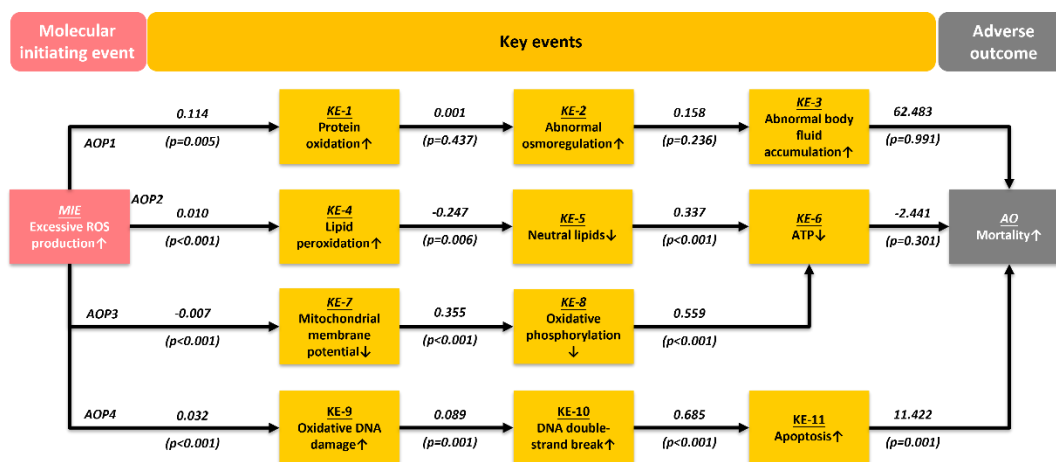 Molecular
initiating event
Key events
Adverse
outcome
0.114
(p=0.005)
AOP1
KE-1
Protein
oxidation↑
0.001
(p=0.437)
KE-2
Abnormal
osmoregulation↑
0.158
(p=0.236)
KE-3
Abnormal body
fluid
accumulation↑
62.483
(p=0.991)
MIE
Excessive ROS
production↑
AOP2
0.010
(p<0.001)
KE-4
Lipid
peroxidation↑
-0.247
(p=0.006)
KE-5
Neutral lipids↓
0.337
(p<0.001)
KE-6
ATP↓
-2.441
(p=0.301)
AO
Mortality↑
AOP3
-0.007
(p<0.001)
KE-7
Mitochondrial
membrane
potential↓
0.355
(p<0.001)
KE-8
Oxidative
phosphorylation
↓
0.559
(p<0.001)
AOP4
0.032
(p<0.001)
KE-9
Oxidative DNA
damage↑
0.089
(p=0.001)
KE-10
DNA double-
strand break↑
0.685
(p<0.001)
KE-11
Apoptosis↑
11.422
(p=0.001)